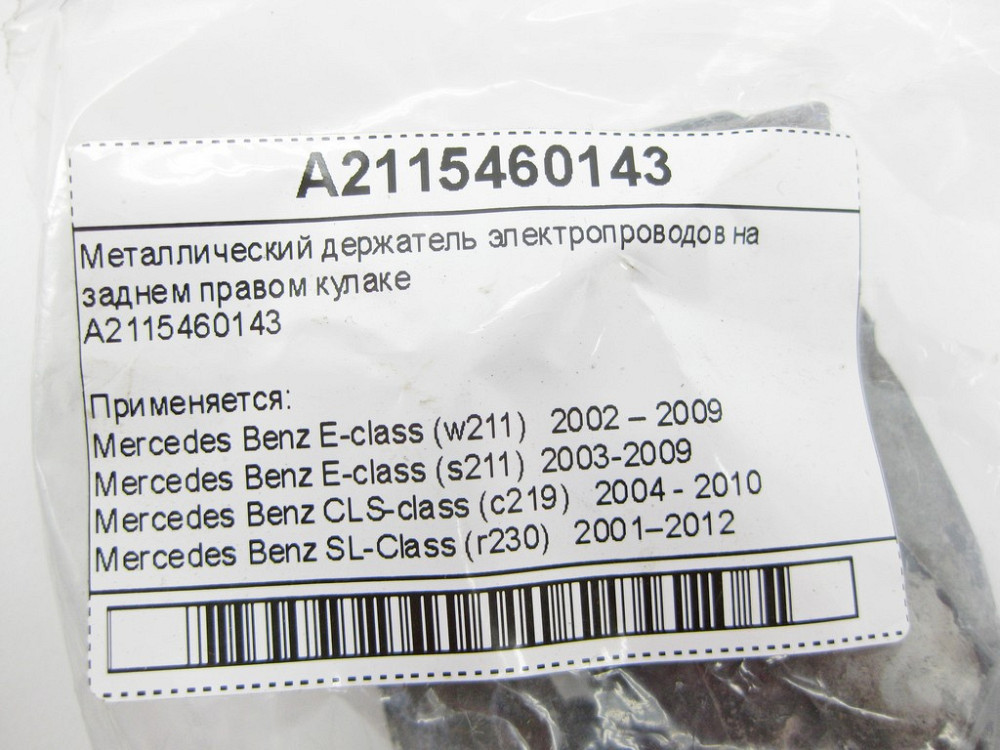 A2115460143
Металлический держатель электропроводов на
заднем правом кулаке
A2115460143
Применяется:
Mercedes Benz E-class (w211) 2002 – 2009
Mercedes Benz E-class (s211) 2003-2009
Mercedes Benz CLS-class (c219) 2004 - 2010
Mercedes Benz SL-Class (r230) 2001–2012